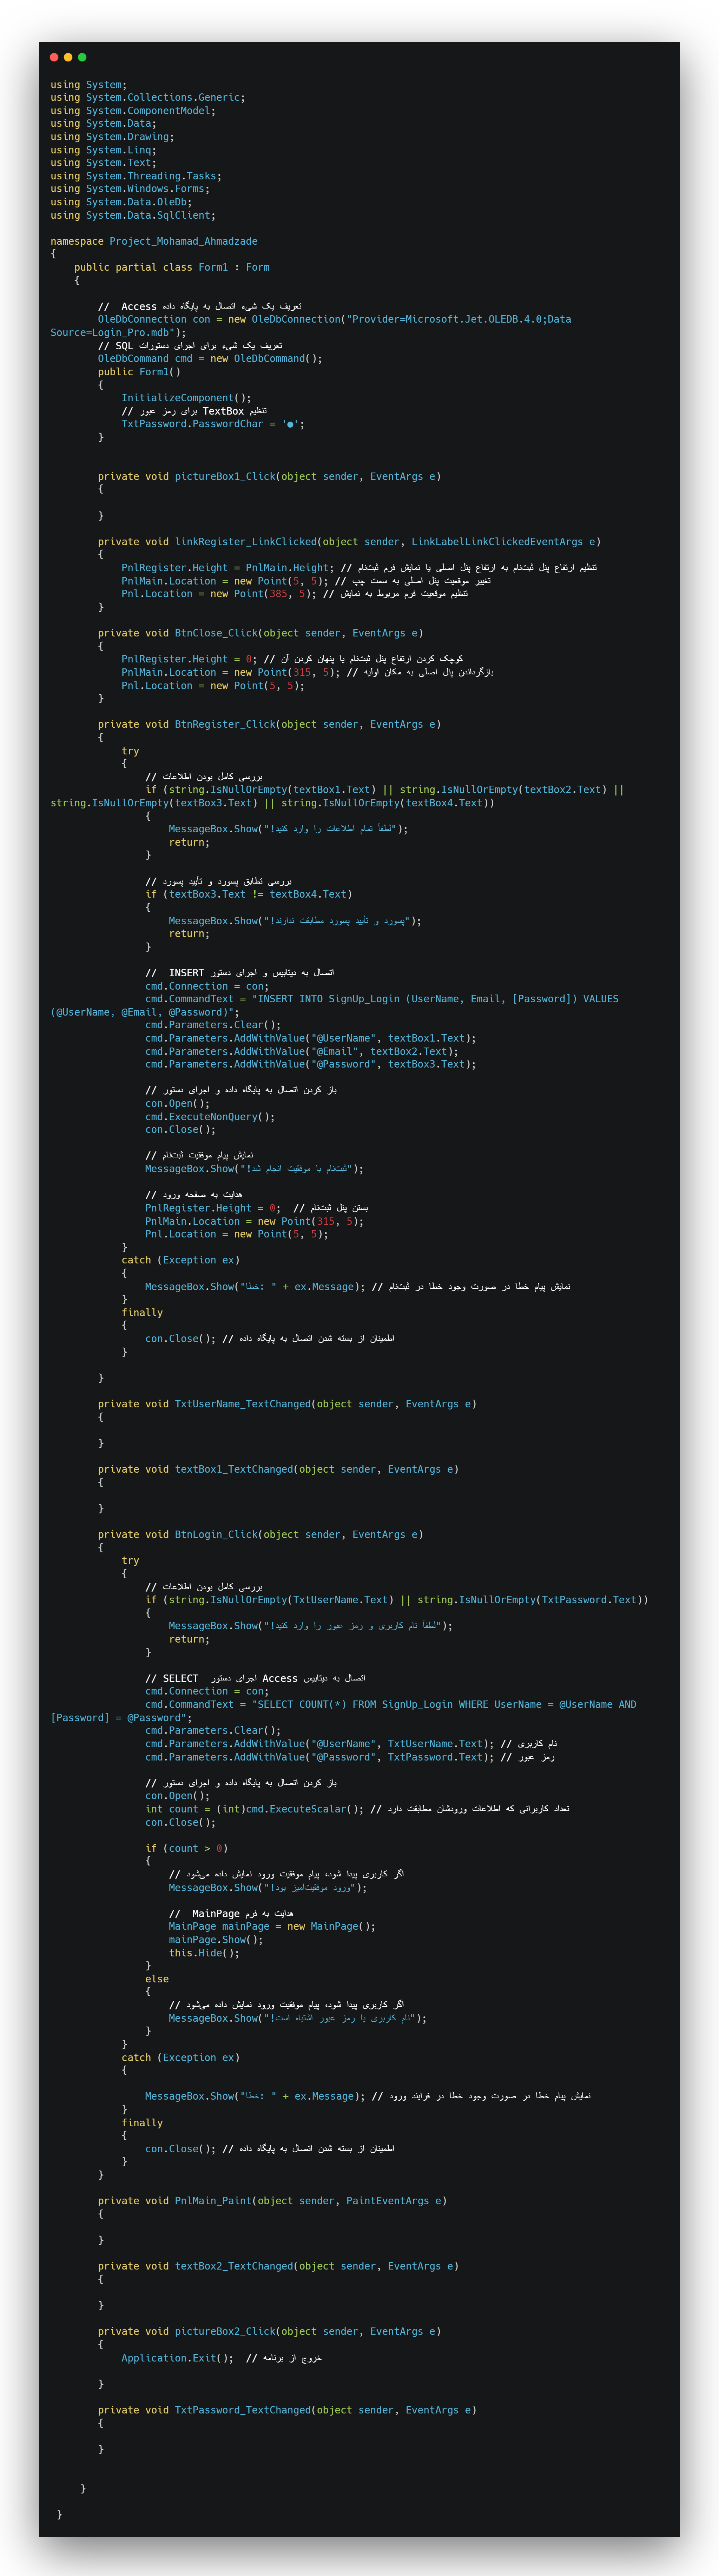 using System;
using System.Collections.Generic;
using System.ComponentModel;
using System.Data;
using System.Drawing;
using System.Linq;
using System.Text;
using System.Threading.Tasks;
using System.Windows.Forms;
using System.Data.OleDb;
using System.Data.SqlClient;
namespace Project_Mohamad_Ahmadzade
{
public partial class Form1 : Form
{
// Access تعریف یک شیء اتصال به پایگاه داده
OleDbConnection con = new OleDbConnection("Provider=Microsoft.Jet.OLEDB.4.0;Data
Source=Login_Pro.mdb");
// SQL تعریف یک شیء برای اجرای دستورات
OleDbCommand cmd = new OleDbCommand();
public Form1()
{
InitializeComponent();
// تنظیم TextBox برای رمز عبور
TxtPassword.PasswordChar = '●';
}
private void pictureBox1_Click(object sender, EventArgs e)
{
}
private void linkRegister_LinkClicked(object sender, LinkLabelLinkClickedEventArgs e)
{
PnlRegister.Height = PnlMain.Height; // تنظیم ارتفاع پنل ثبت‌نام به ارتفاع پنل اصلی یا نمایش فرم ثبت‌نام
PnlMain.Location = new Point(5, 5); // تغییر موقعیت پنل اصلی به سمت چپ
Pnl.Location = new Point(385, 5); // تنظیم موقعیت فرم مربوط به نمایش
}
private void BtnClose_Click(object sender, EventArgs e)
{
PnlRegister.Height = 0; // کوچک کردن ارتفاع پنل ثبت‌نام یا پنهان کردن آن
PnlMain.Location = new Point(315, 5); // بازگرداندن پنل اصلی به مکان اولیه
Pnl.Location = new Point(5, 5);
}
private void BtnRegister_Click(object sender, EventArgs e)
{
try
{
// بررسی کامل بودن اطلاعات
if (string.IsNullOrEmpty(textBox1.Text) || string.IsNullOrEmpty(textBox2.Text) ||
string.IsNullOrEmpty(textBox3.Text) || string.IsNullOrEmpty(textBox4.Text))
{
MessageBox.Show("لطفاً تمام اطلاعات را وارد کنید!");
return;
}
// بررسی تطابق پسورد و تأیید پسورد
if (textBox3.Text != textBox4.Text)
{
MessageBox.Show("پسورد و تأیید پسورد مطابقت ندارند!");
return;
}
// INSERT اتصال به دیتابیس و اجرای دستور
cmd.Connection = con;
cmd.CommandText = "INSERT INTO SignUp_Login (UserName, Email, [Password]) VALUES
(@UserName, @Email, @Password)";
cmd.Parameters.Clear();
cmd.Parameters.AddWithValue("@UserName", textBox1.Text);
cmd.Parameters.AddWithValue("@Email", textBox2.Text);
cmd.Parameters.AddWithValue("@Password", textBox3.Text);
// باز کردن اتصال به پایگاه داده و اجرای دستور
con.Open();
cmd.ExecuteNonQuery();
con.Close();
// نمایش پیام موفقیت ثبت‌نام
MessageBox.Show("ثبت‌نام با موفقیت انجام شد!");
// هدایت به صفحه ورود
PnlRegister.Height = 0; // بستن پنل ثبت‌نام
PnlMain.Location = new Point(315, 5);
Pnl.Location = new Point(5, 5);
}
catch (Exception ex)
{
MessageBox.Show("خطا: " + ex.Message); // نمایش پیام خطا در صورت وجود خطا در ثبت‌نام
}
finally
{
con.Close(); // اطمینان از بسته شدن اتصال به پایگاه داده
}
}
private void TxtUserName_TextChanged(object sender, EventArgs e)
{
}
private void textBox1_TextChanged(object sender, EventArgs e)
{
}
private void BtnLogin_Click(object sender, EventArgs e)
{
try
{
// بررسی کامل بودن اطلاعات
if (string.IsNullOrEmpty(TxtUserName.Text) || string.IsNullOrEmpty(TxtPassword.Text))
{
MessageBox.Show("لطفاً نام کاربری و رمز عبور را وارد کنید!");
return;
}
// SELECT اتصال به دیتابیس Access اجرای دستور
cmd.Connection = con;
cmd.CommandText = "SELECT COUNT(*) FROM SignUp_Login WHERE UserName = @UserName AND
[Password] = @Password";
cmd.Parameters.Clear();
cmd.Parameters.AddWithValue("@UserName", TxtUserName.Text); // نام کاربری
cmd.Parameters.AddWithValue("@Password", TxtPassword.Text); // رمز عبور
// باز کردن اتصال به پایگاه داده و اجرای دستور
con.Open();
int count = (int)cmd.ExecuteScalar(); // تعداد کاربرانی که اطلاعات ورودشان مطابقت دارد
con.Close();
if (count > 0)
{
// اگر کاربری پیدا شود، پیام موفقیت ورود نمایش داده می‌شود
MessageBox.Show("ورود موفقیت‌آمیز بود!");
// MainPage هدایت به فرم
MainPage mainPage = new MainPage();
mainPage.Show();
this.Hide();
}
else
{
// اگر کاربری پیدا شود، پیام موفقیت ورود نمایش داده می‌شود
MessageBox.Show("نام کاربری یا رمز عبور اشتباه است!");
}
}
catch (Exception ex)
{
MessageBox.Show("خطا: " + ex.Message); // نمایش پیام خطا در صورت وجود خطا در فرایند ورود
}
finally
{
con.Close(); // اطمینان از بسته شدن اتصال به پایگاه داده
}
}
private void PnlMain_Paint(object sender, PaintEventArgs e)
{
}
private void textBox2_TextChanged(object sender, EventArgs e)
{
}
private void pictureBox2_Click(object sender, EventArgs e)
{
Application.Exit(); // خروج از برنامه
}
private void TxtPassword_TextChanged(object sender, EventArgs e)
{
}
}
}